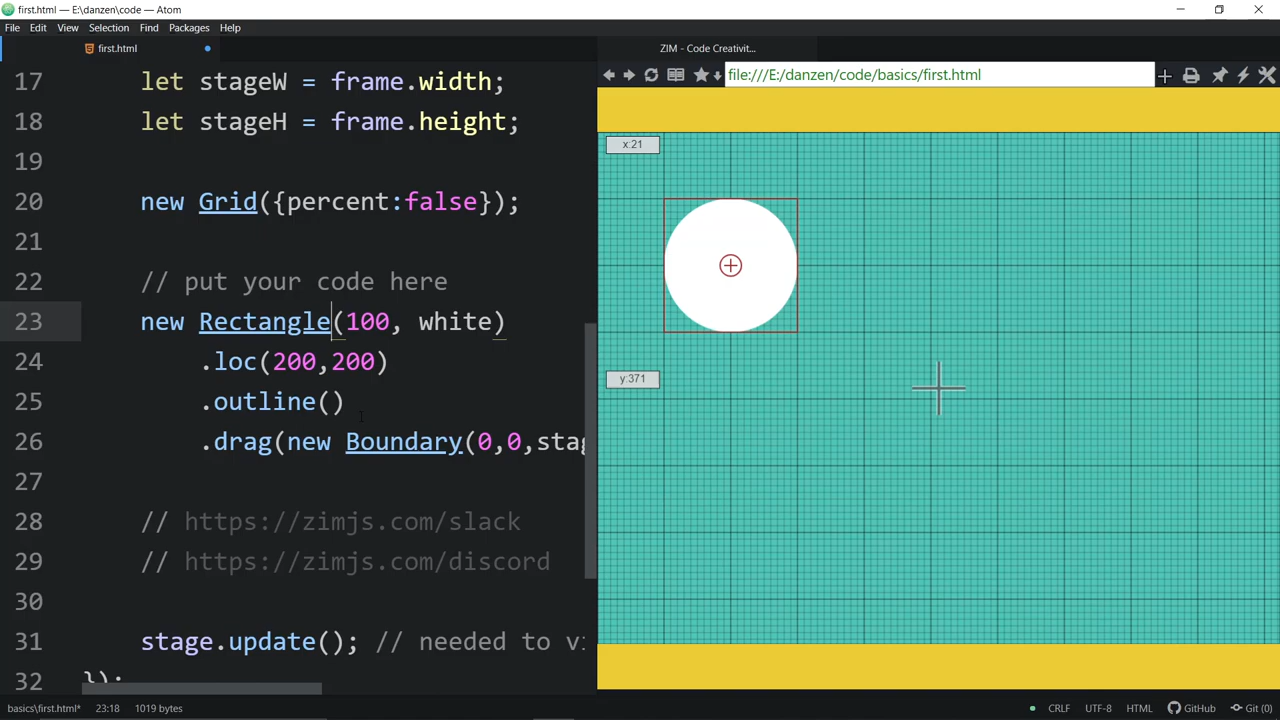 first.html — E:\danzen\code — Atom
File Edit View Selection Find Packages Help
first.html
ZIM - Code Creativit...
file:///E:/danzen/code/basics/first.html
17 let stageW = frame.width;
18 let stageH = frame.height;
19
20 new Grid({percent:false});
21
22 // put your code here
23 new Rectangle(100, white)
24 .loc(200,200)
25 .outline()
26 .drag(new Boundary(0,0,stag
27
28 // https://zimjs.com/slack
29 // https://zimjs.com/discord
30
31 stage.update(); // needed to vi
32 });
x:21
y:371
basics\first.html* 23:18 1019 bytes
CRLF UTF-8 HTML GitHub Git (0)